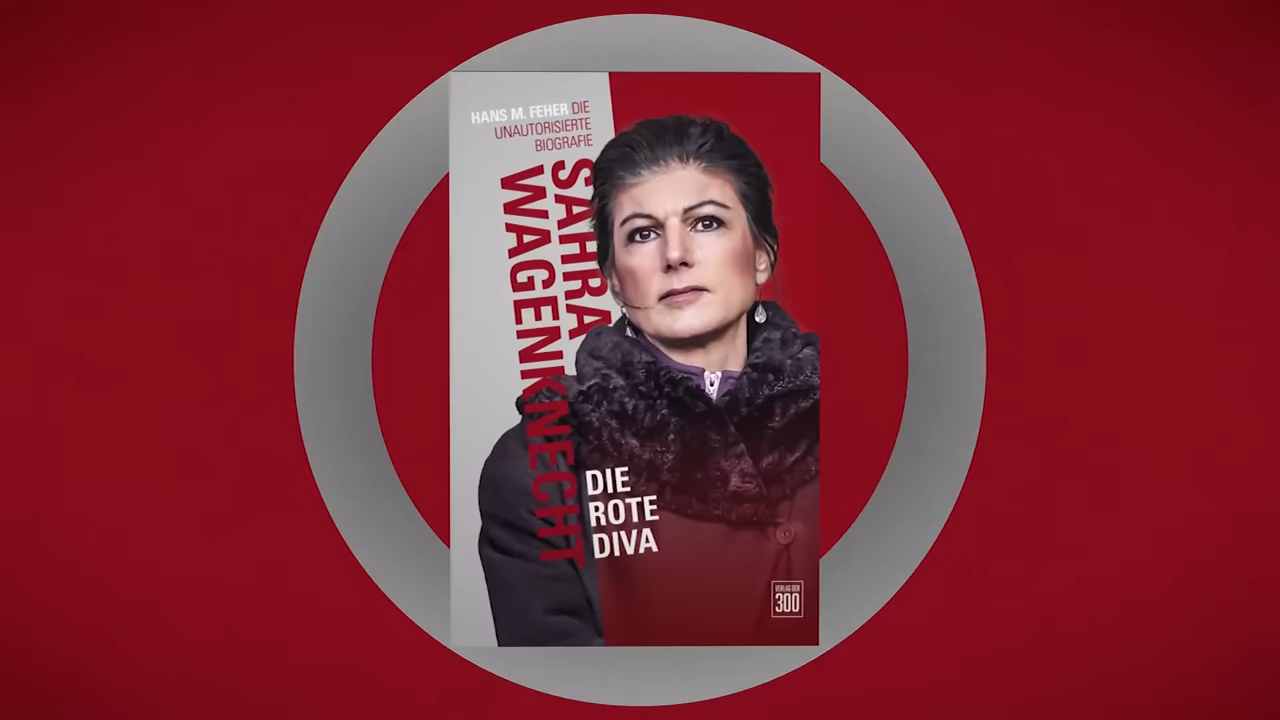 HANS M. FEHER DIE
UNAUTORISIERTE
BIOGRAFIE
SAHRA
WAGENKNECHT
DIE
ROTE
DIVA
VERLAG DER
300